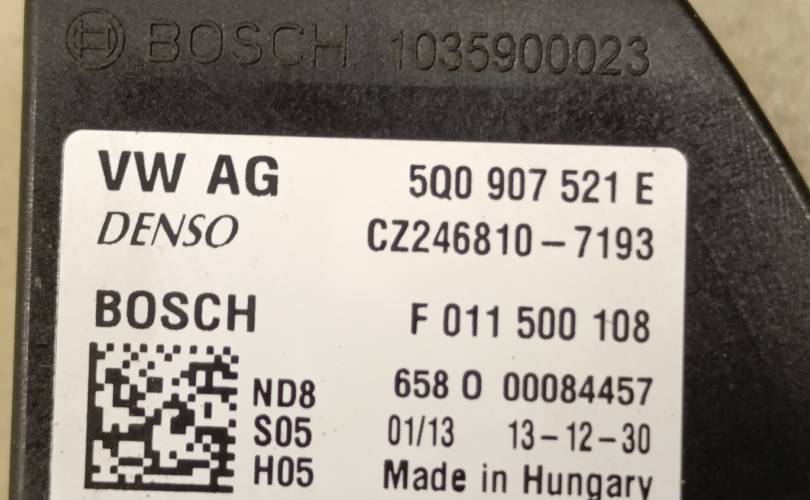 BOSCH 1035900023
VW AG 5Q0 907 521 E
DENSO CZ246810-7193
BOSCH F 011 500 108
ND8 658 0 00084457
S05 01/13 13-12-30
H05 Made in Hungary